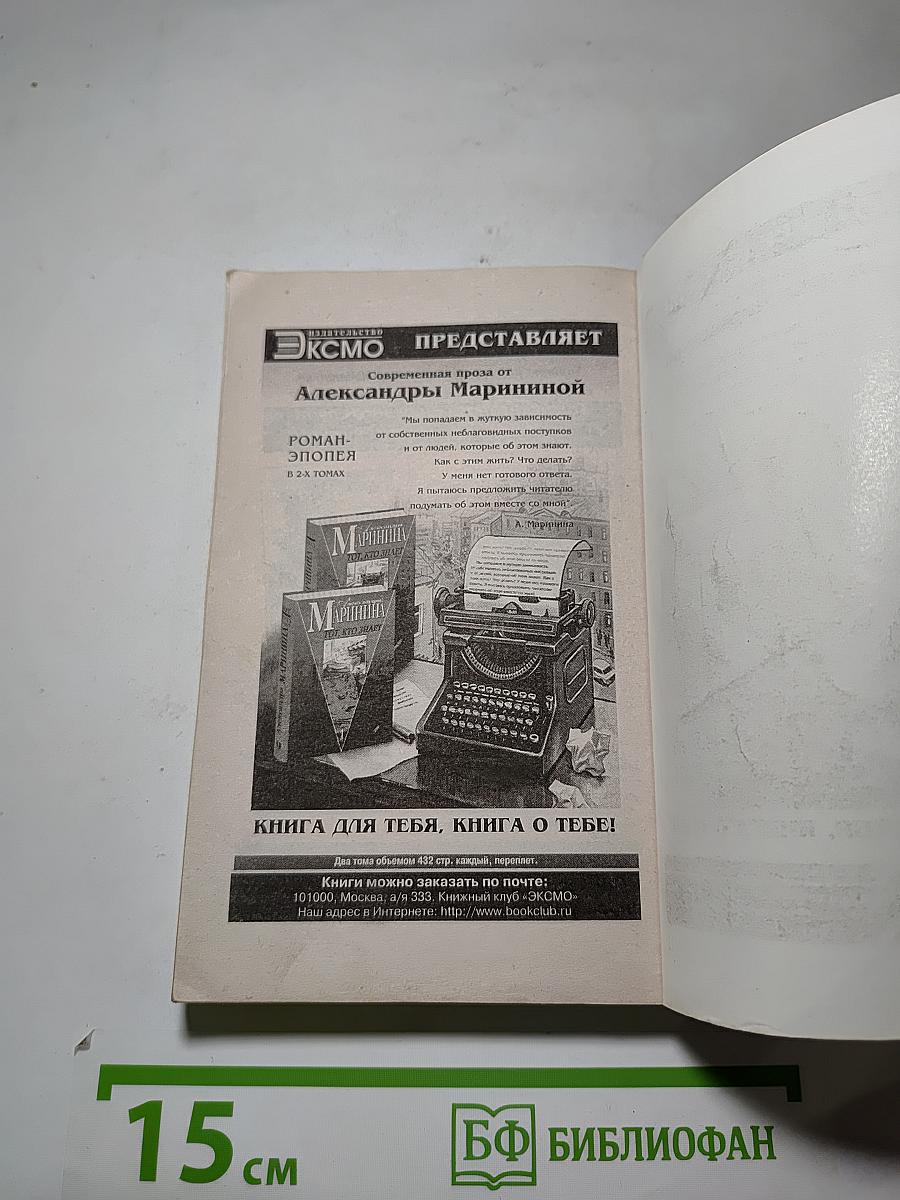 ИЗДАТЕЛЬСТВО
ЭКСМО ПРЕДСТАВЛЯЕТ
Современная проза от
Александры Марининой
РОМАН-
ЭПОПЕЯ
В 2-Х ТОМАХ
"Мы попадаем в жуткую зависимость
от собственных неблаговидных поступков
и от людей, которые об этом знают.
Как с этим жить? Что делать?
У меня нет готового ответа.
Я пытаюсь предложить читателю
подумать об этом вместе со мной".
А. Маринина
МАРИНИНА
ТОТ, КТО ЗНАЕТ
МАРИНИНА
ТОТ, КТО ЗНАЕТ
МАРИНИНА
КНИГА ДЛЯ ТЕБЯ, КНИГА О ТЕБЕ!
Два тома объемом 432 стр. каждый, переплет.
Книги можно заказать по почте:
101000, Москва, а/я 333, Книжный клуб «ЭКСМО»
Наш адрес в Интернете: http://www.bookclub.ru
15 см
БФ БИБЛИОФАН